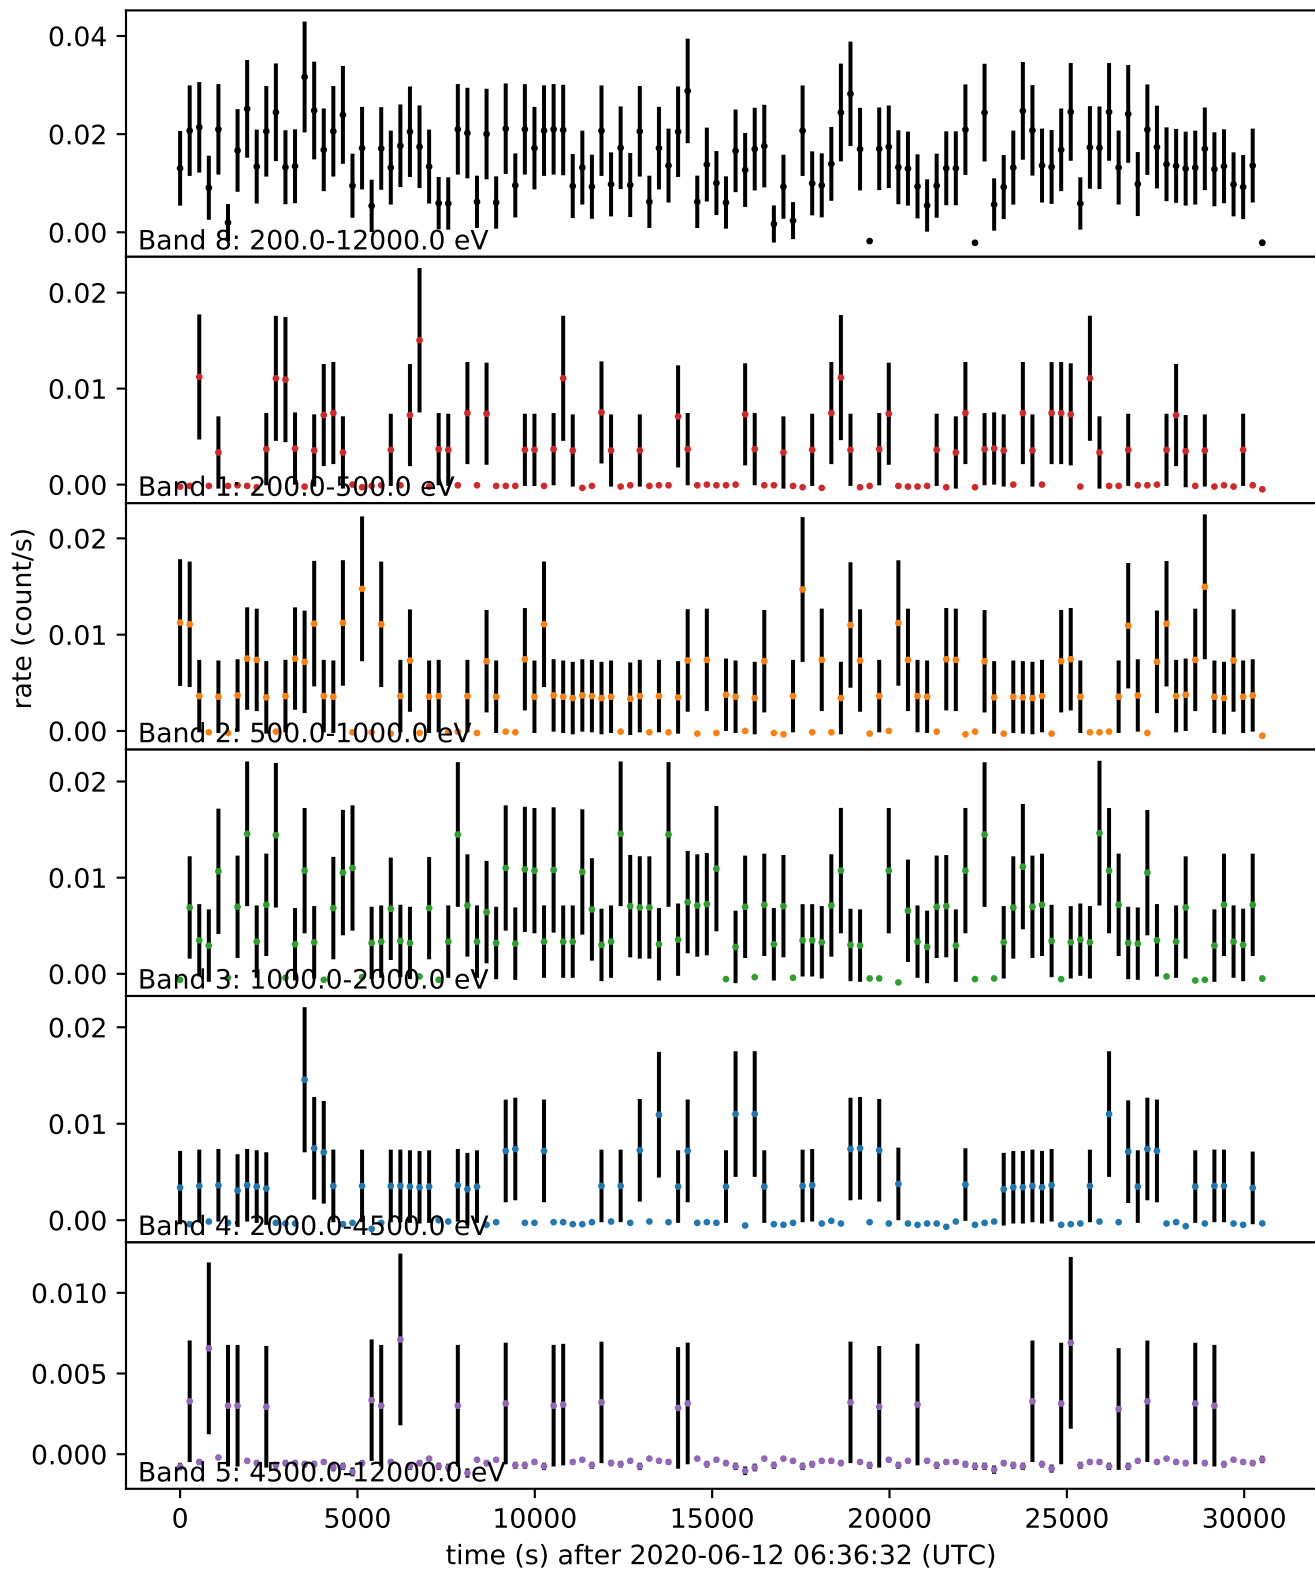 0.04
0.02
0.00
Band 8: 200.0-12000.0 eV
0.02
0.01
0.00
Band 1: 200.0-500.0 eV
rate (count/s)
0.02
0.01
0.00
Band 2: 500.0-1000.0 eV
0.02
0.01
0.00
Band 3: 1000.0-2000.0 eV
0.02
0.01
0.00
Band 4: 2000.0-4500.0 eV
0.010
0.005
0.000
Band 5: 4500.0-12000.0 eV
0 5000 10000 15000 20000 25000 30000
time (s) after 2020-06-12 06:36:32 (UTC)